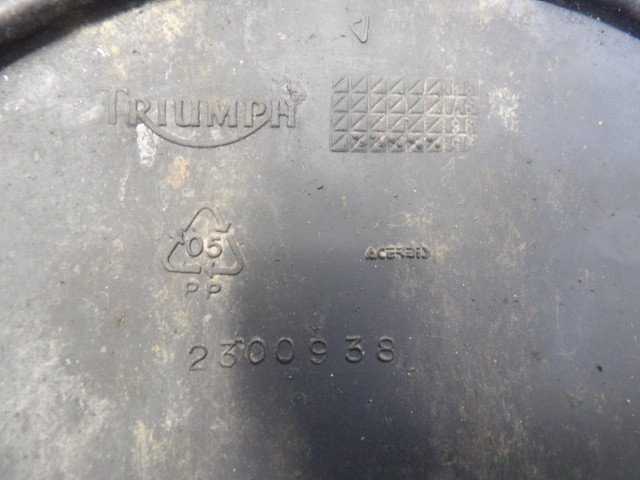 TRIUMPH
05
PP
ACERBIS
2300938